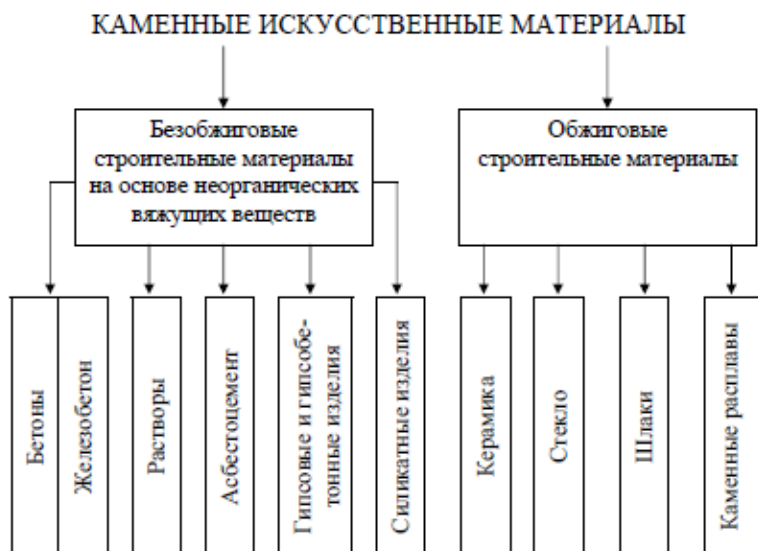 КАМЕННЫЕ ИСКУССТВЕННЫЕ МАТЕРИАЛЫ
Безобжиговые
строительные материалы
на основе неорганических
вяжущих веществ
Обжиговые
строительные материалы
Бетоны
Железобетон
Растворы
Асбестоцемент
Гипсовые и гипсобе-
тонные изделия
Силикатные изделия
Керамика
Стекло
Шлаки
Каменные расплавы